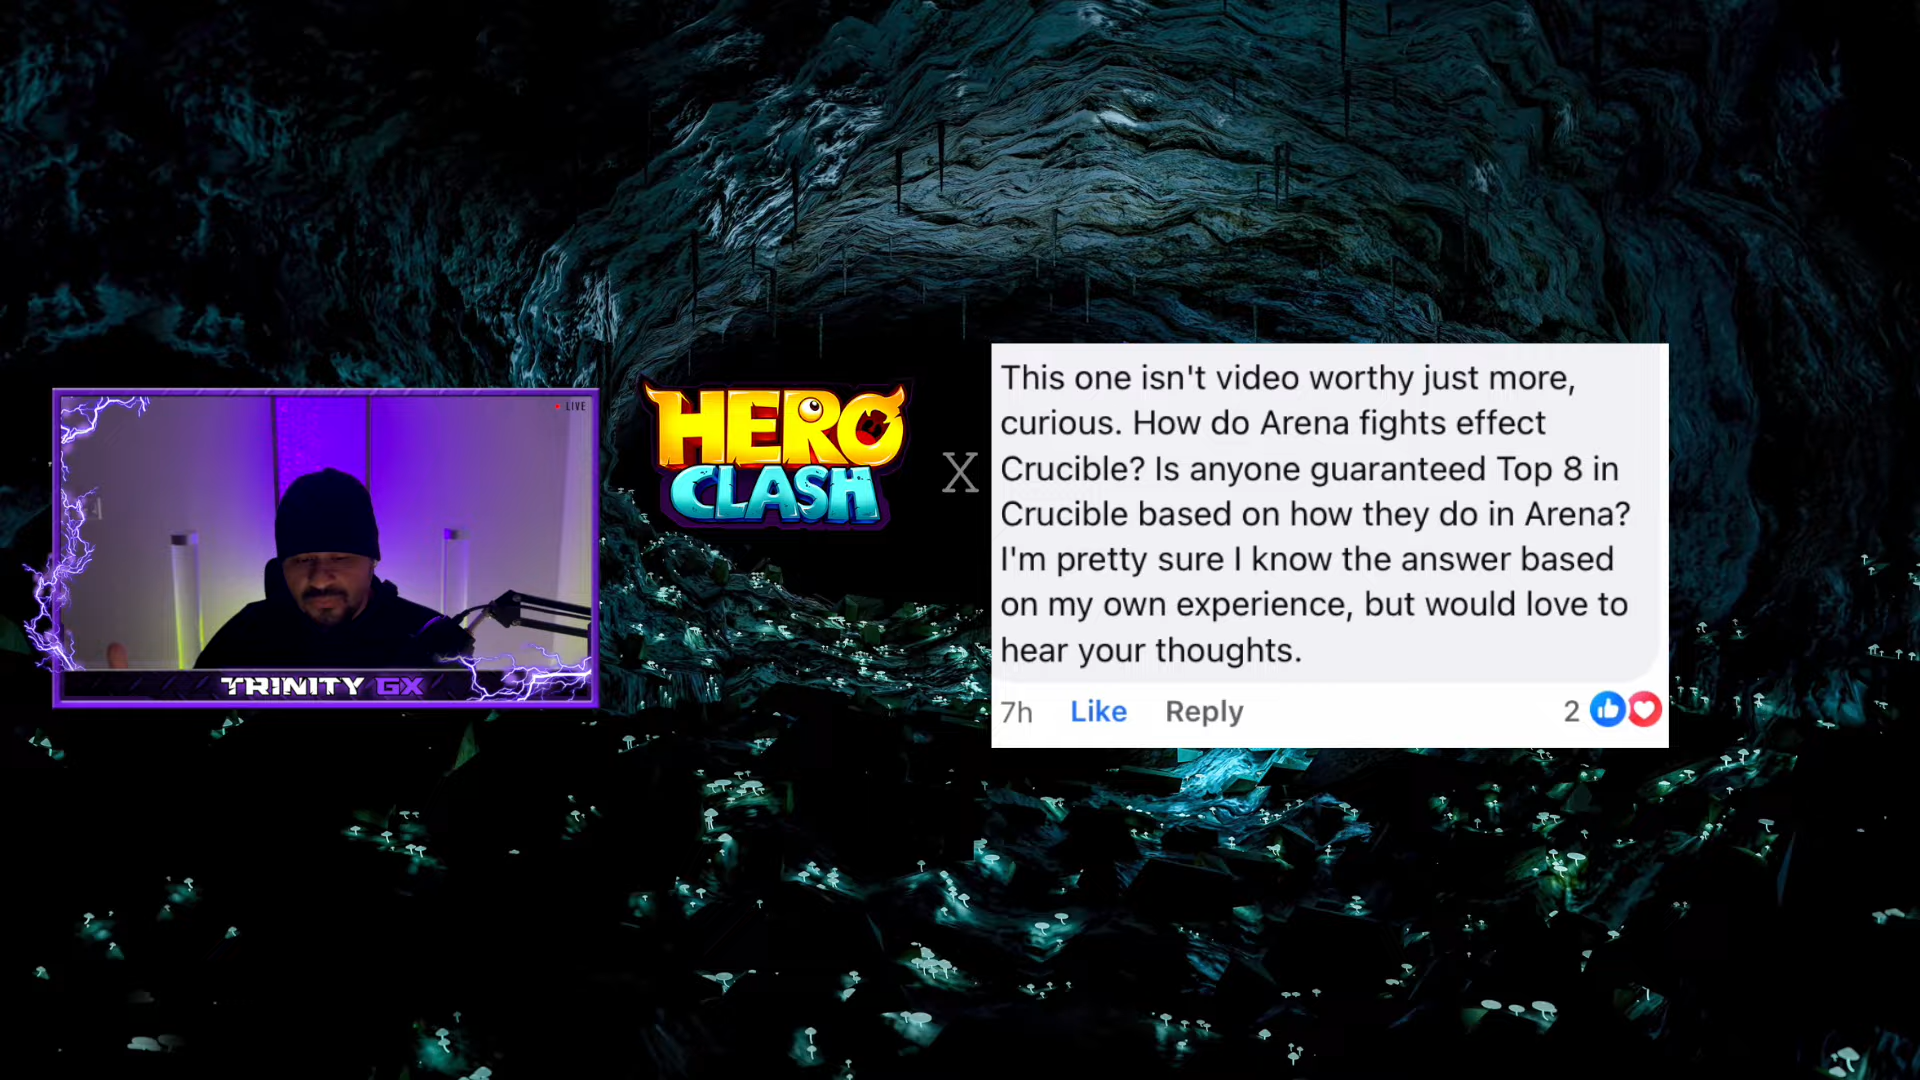 LIVE
TRINITY GX
HERO
CLASH
X
This one isn't video worthy just more,
curious. How do Arena fights effect
Crucible? Is anyone guaranteed Top 8 in
Crucible based on how they do in Arena?
I'm pretty sure I know the answer based
on my own experience, but would love to
hear your thoughts.
7h Like Reply 2